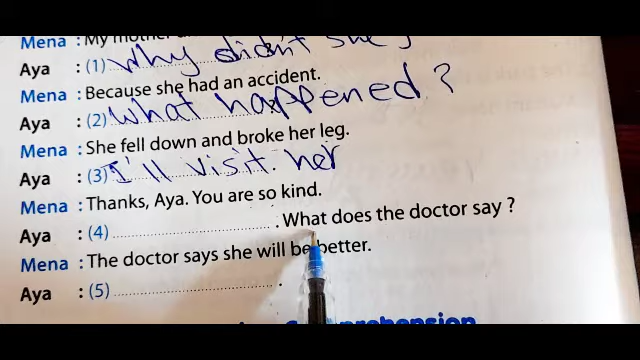 Mena : My mother
Aya : (1) Why didn't she
Mena : Because she had an accident.
Aya : (2) What happened ?
Mena : She fell down and broke her leg.
Aya : (3) I'll visit her
Mena : Thanks, Aya. You are so kind.
Aya : (4) ........................................ . What does the doctor say ?
Mena : The doctor says she will be better.
Aya : (5) ........................................ .